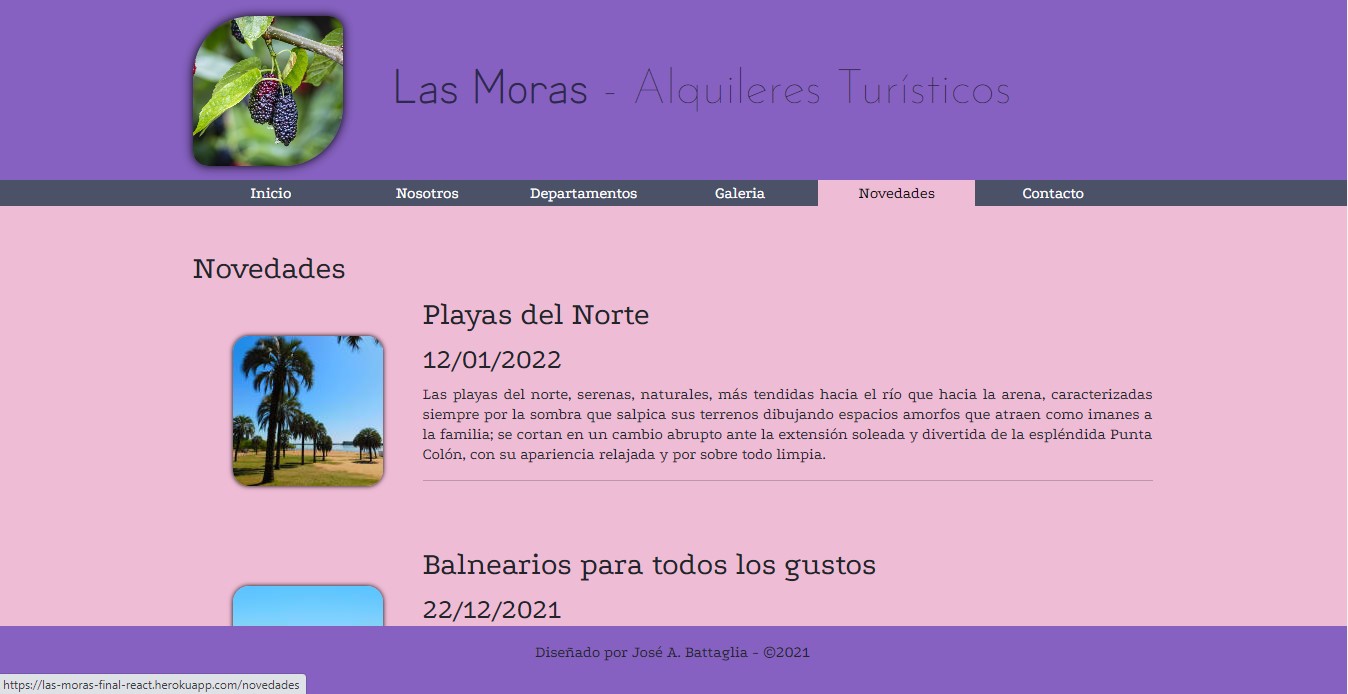 Las Moras - Alquileres Turísticos
Inicio Nosotros Departamentos Galeria Novedades Contacto
Novedades
Playas del Norte
12/01/2022
Las playas del norte, serenas, naturales, más tendidas hacia el río que hacia la arena, caracterizadas
siempre por la sombra que salpica sus terrenos dibujando espacios amorfos que atraen como imanes a
la familia; se cortan en un cambio abrupto ante la extensión soleada y divertida de la espléndida Punta
Colón, con su apariencia relajada y por sobre todo limpia.
Balnearios para todos los gustos
22/12/2021
Diseñado por José A. Battaglia - ©2021
https://las-moras-final-react.herokuapp.com/novedades